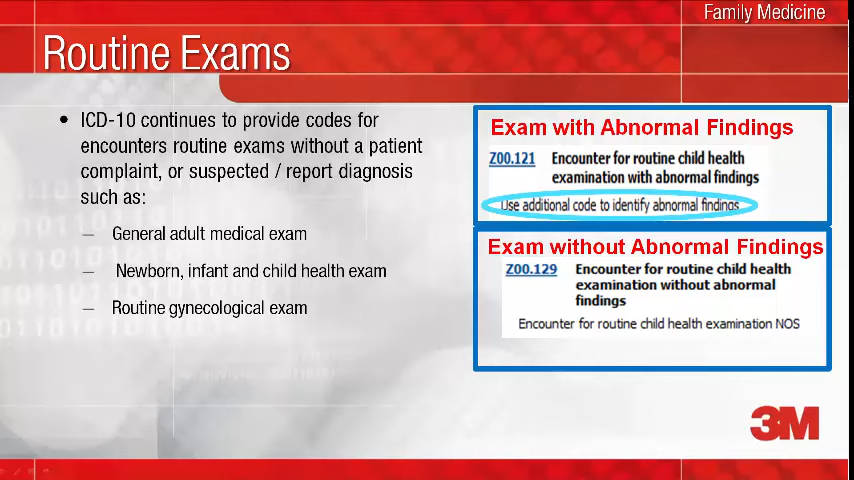 Family Medicine
Routine Exams
• ICD-10 continues to provide codes for
encounters routine exams without a patient
complaint, or suspected / report diagnosis
such as:
– General adult medical exam
– Newborn, infant and child health exam
– Routine gynecological exam
Exam with Abnormal Findings
Z00.121 Encounter for routine child health
examination with abnormal findings
Use additional code to identify abnormal findings
Exam without Abnormal Findings
Z00.129 Encounter for routine child health
examination without abnormal
findings
Encounter for routine child health examination NOS
3M